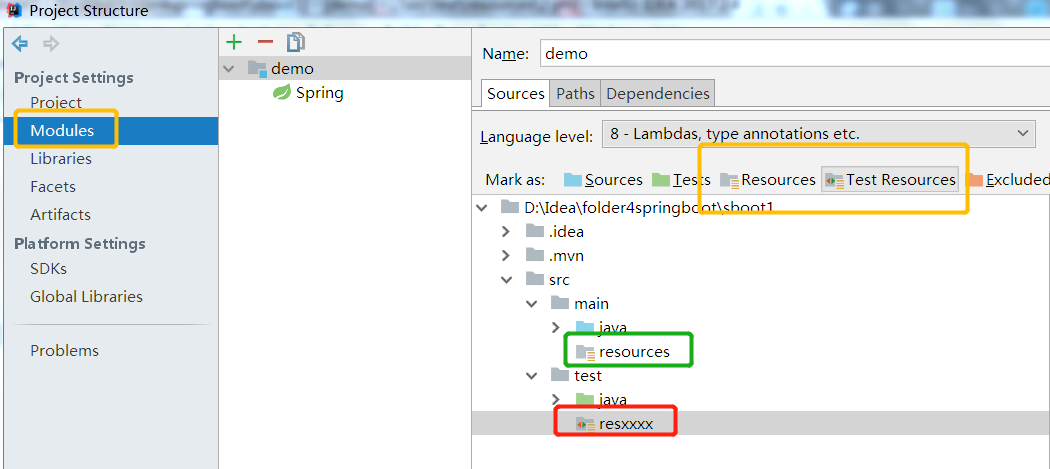 Project Structure
Project Settings
Project
Modules
Libraries
Facets
Artifacts
Platform Settings
SDKs
Global Libraries
Problems
demo
Spring
Name: demo
Sources Paths Dependencies
Language level: 8 - Lambdas, type annotations etc.
Mark as: Sources Tests Resources Test Resources Excluded
D:\Idea\folder4springboot\sboot1
.idea
.mvn
src
main
java
resources
test
java
resxxxx